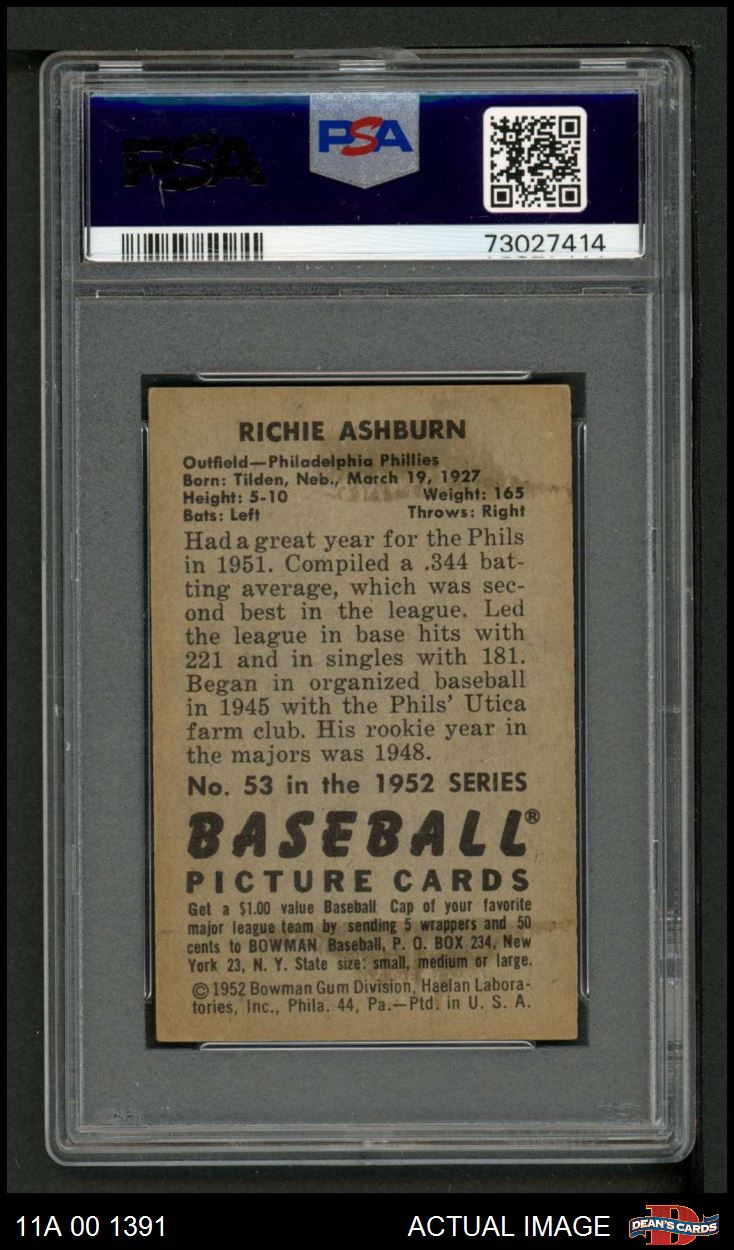 PSA
PSA
73027414
RICHIE ASHBURN
Outfield—Philadelphia Phillies
Born: Tilden, Neb., March 19, 1927
Height: 5-10 Weight: 165
Bats: Left Throws: Right
Had a great year for the Phils
in 1951. Compiled a .344 bat-
ting average, which was sec-
ond best in the league. Led
the league in base hits with
221 and in singles with 181.
Began in organized baseball
in 1945 with the Phils' Utica
farm club. His rookie year in
the majors was 1948.
No. 53 in the 1952 SERIES
BASEBALL®
PICTURE CARDS
Get a $1.00 value Baseball Cap of your favorite
major league team by sending 5 wrappers and 50
cents to BOWMAN Baseball, P. O. BOX 234, New
York 23, N. Y. State size: small, medium or large.
©1952 Bowman Gum Division, Haelan Labora-
tories, Inc., Phila. 44, Pa.—Ptd. in U. S. A.
11A 00 1391 ACTUAL IMAGE DEAN'S CARDS